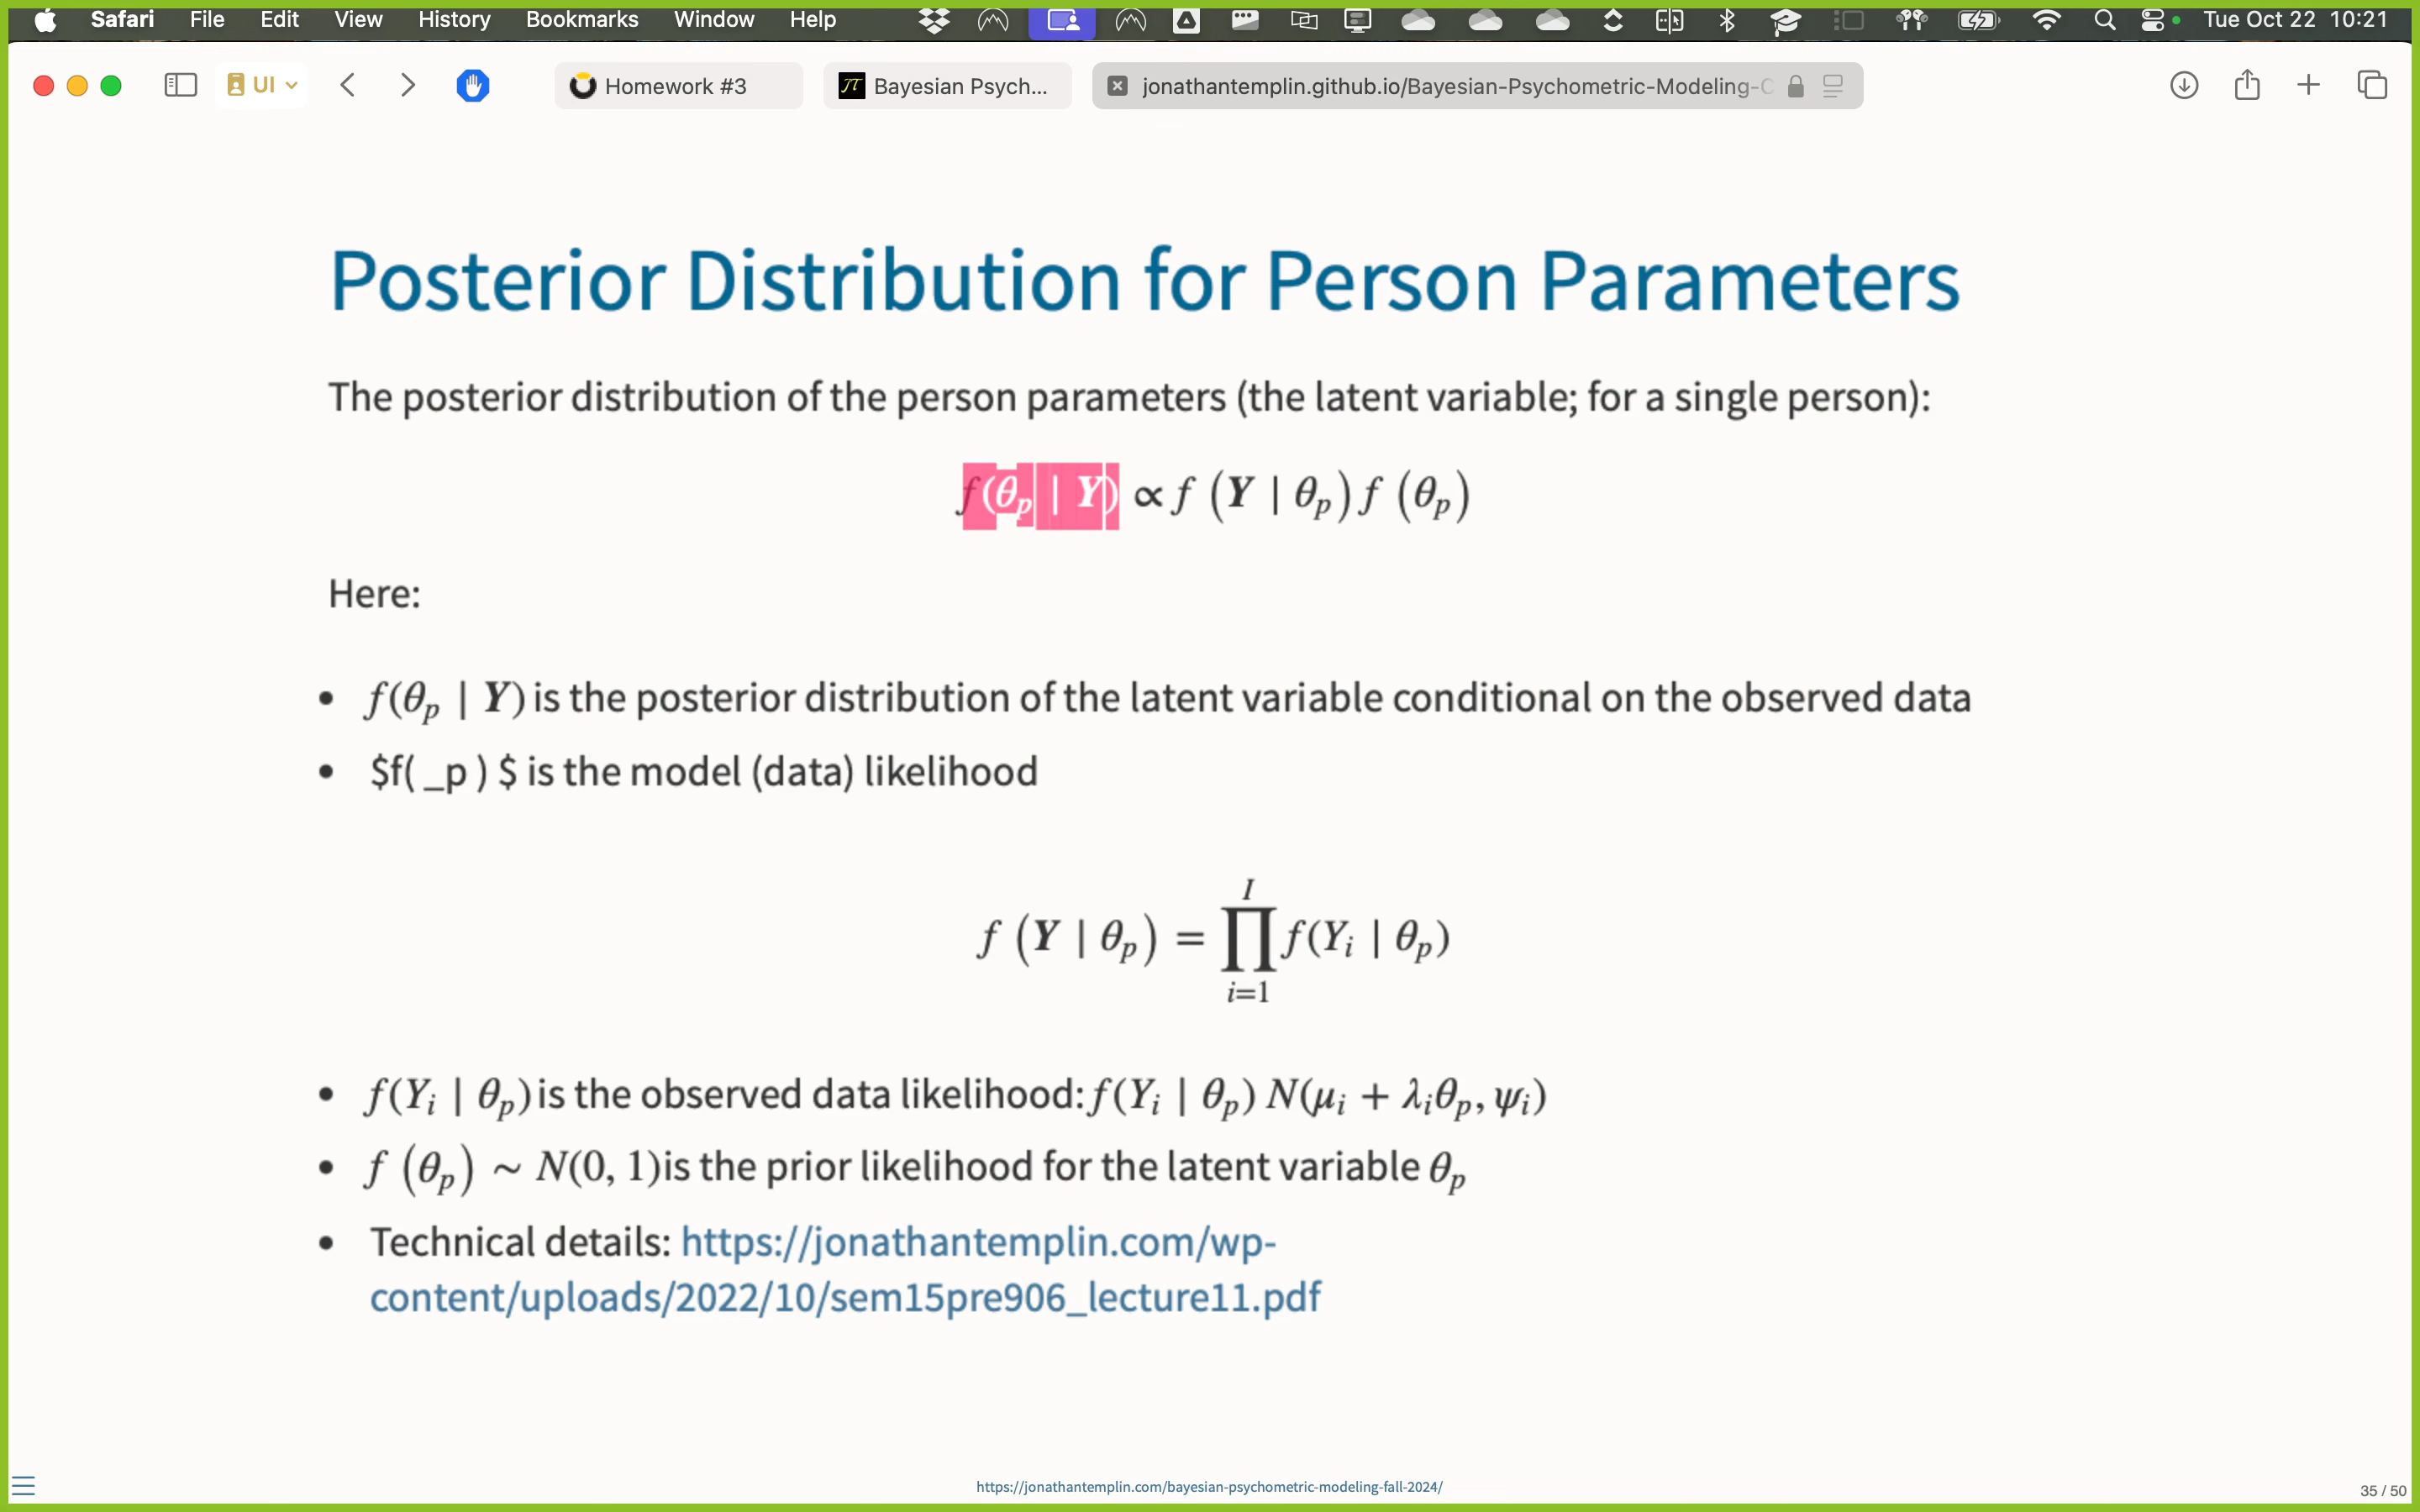 Safari File Edit View History Bookmarks Window Help Tue Oct 22 10:21
UI Homework #3 Bayesian Psych... jonathantemplin.github.io/Bayesian-Psychometric-Modeling-C
Posterior Distribution for Person Parameters
The posterior distribution of the person parameters (the latent variable; for a single person):
f(θp | Y) ∝ f (Y | θp) f (θp)
Here:
• f(θp | Y) is the posterior distribution of the latent variable conditional on the observed data
• $f( _p ) $ is the model (data) likelihood
f (Y | θp) = ∏_{i=1}^{I} f(Yi | θp)
• f(Yi | θp) is the observed data likelihood: f(Yi | θp) N(μi + λiθp, ψi)
• f (θp) ∼ N(0, 1) is the prior likelihood for the latent variable θp
• Technical details: https://jonathantemplin.com/wp-
content/uploads/2022/10/sem15pre906_lecture11.pdf
https://jonathantemplin.com/bayesian-psychometric-modeling-fall-2024/
35 / 50